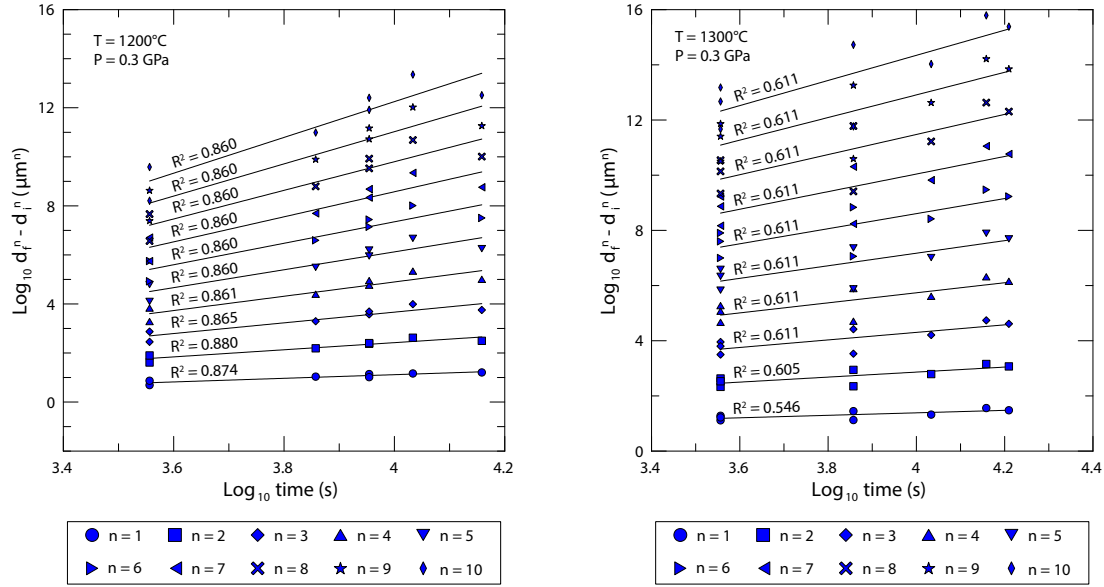 T = 1200°C
P = 0.3 GPa
16
12
8
4
0
Log₁₀ dfⁿ - diⁿ (µmⁿ)
R² = 0.860
R² = 0.860
R² = 0.860
R² = 0.860
R² = 0.860
R² = 0.860
R² = 0.861
R² = 0.865
R² = 0.880
R² = 0.874
3.4 3.6 3.8 4 4.2
Log₁₀ time (s)
n = 1 n = 2 n = 3 n = 4 n = 5
n = 6 n = 7 n = 8 n = 9 n = 10
T = 1300°C
P = 0.3 GPa
16
12
8
4
0
Log₁₀ dfⁿ - diⁿ (µmⁿ)
R² = 0.611
R² = 0.611
R² = 0.611
R² = 0.611
R² = 0.611
R² = 0.611
R² = 0.611
R² = 0.611
R² = 0.605
R² = 0.546
3.4 3.6 3.8 4 4.2 4.4
Log₁₀ time (s)
n = 1 n = 2 n = 3 n = 4 n = 5
n = 6 n = 7 n = 8 n = 9 n = 10